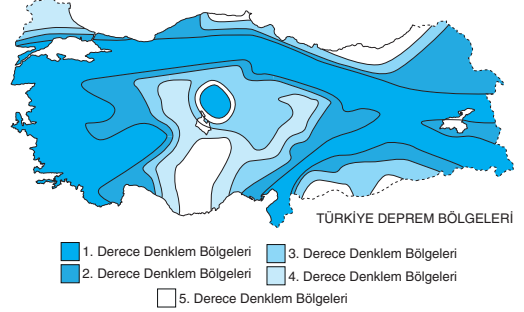 TÜRKİYE DEPREM BÖLGELERİ
1. Derece Denklem Bölgeleri
3. Derece Denklem Bölgeleri
2. Derece Denklem Bölgeleri
4. Derece Denklem Bölgeleri
5. Derece Denklem Bölgeleri